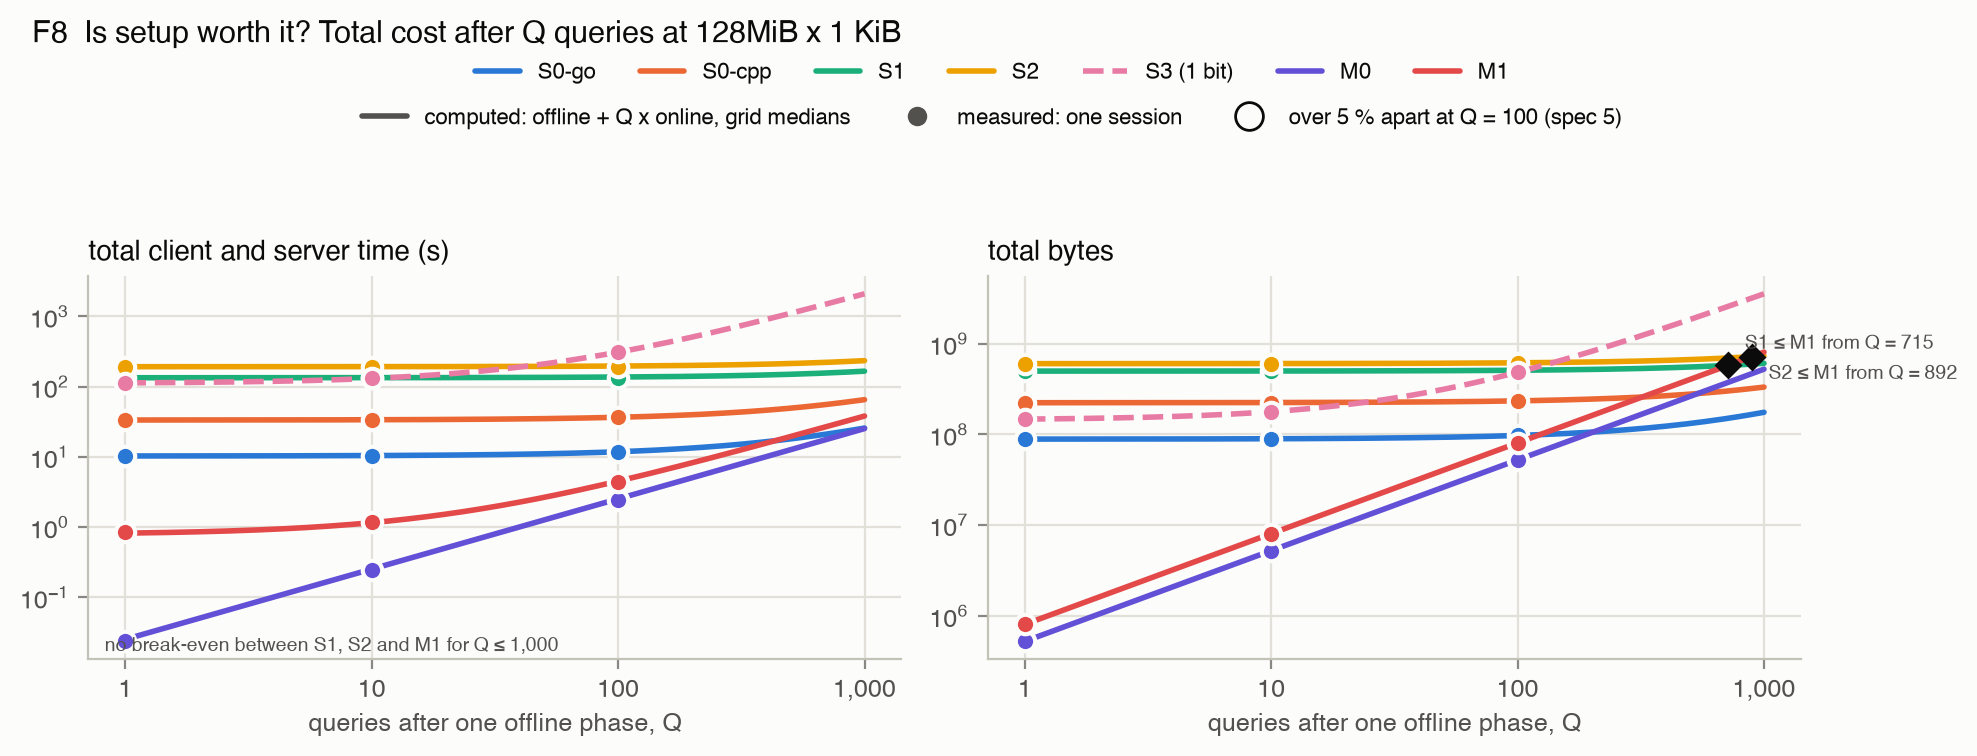 F8 Is setup worth it? Total cost after Q queries at 128MiB x 1 KiB
S0-go S0-cpp S1 S2 S3 (1 bit) M0 M1
computed: offline + Q x online, grid medians measured: one session over 5 % apart at Q = 100 (spec 5)
total client and server time (s)
10³
10²
10¹
10⁰
10⁻¹
no break-even between S1, S2 and M1 for Q ≤ 1,000
1 10 100 1,000
queries after one offline phase, Q
total bytes
10⁹
10⁸
10⁷
10⁶
S1 ≤ M1 from Q = 715
S2 ≤ M1 from Q = 892
1 10 100 1,000
queries after one offline phase, Q